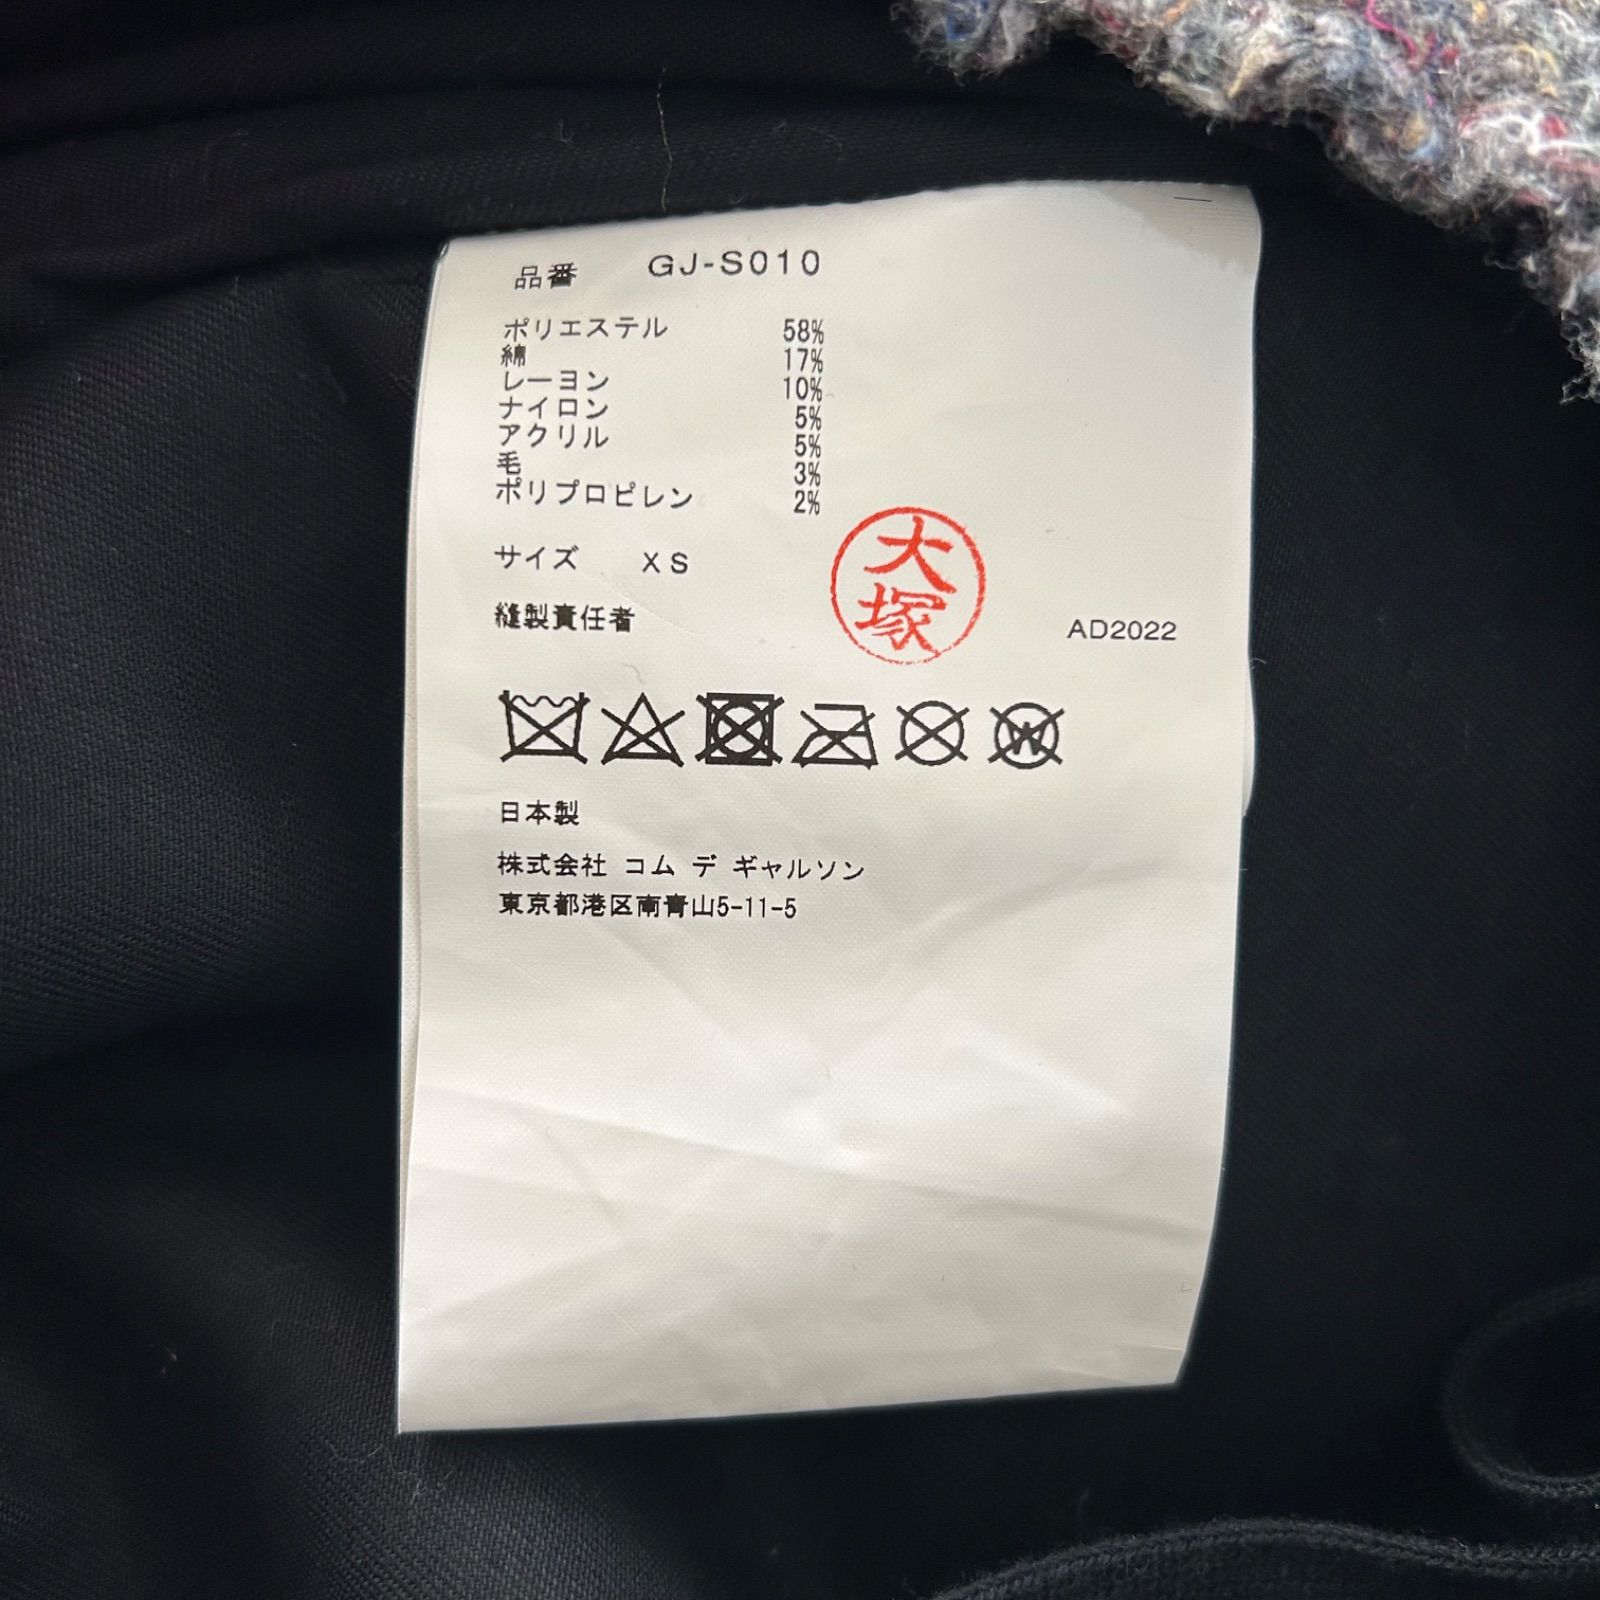 品番 GJ-S010
ポリエステル 58%
綿 17%
レーヨン 10%
ナイロン 5%
アクリル 5%
毛 3%
ポリプロピレン 2%
サイズ XS
大塚
縫製責任者 AD2022
W
日本製
株式会社 コム デ ギャルソン
東京都港区南青山5-11-5